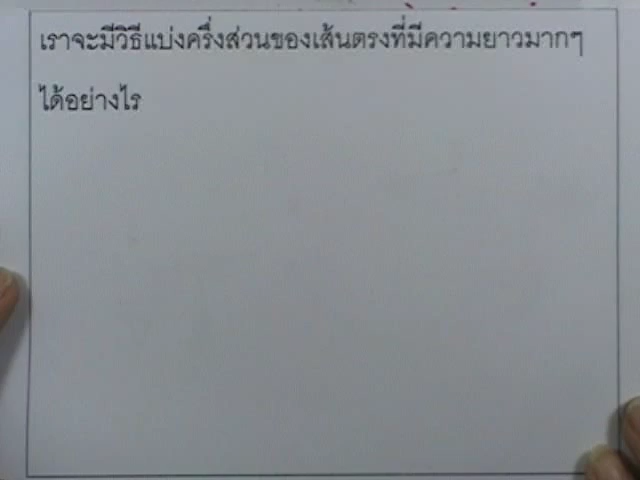 เราจะมีวิธีแบ่งครึ่งส่วนของเส้นตรงที่มีความยาวมากๆ
ได้อย่างไร